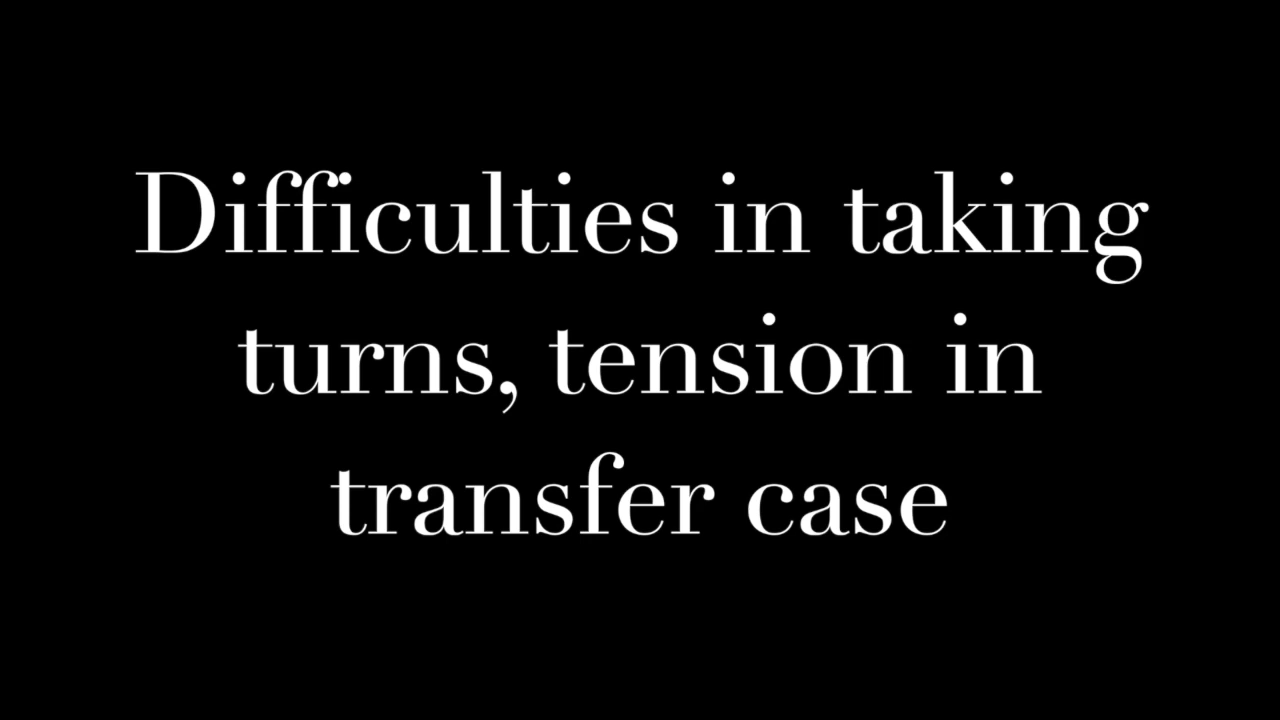 Difficulties in taking
turns, tension in
transfer case